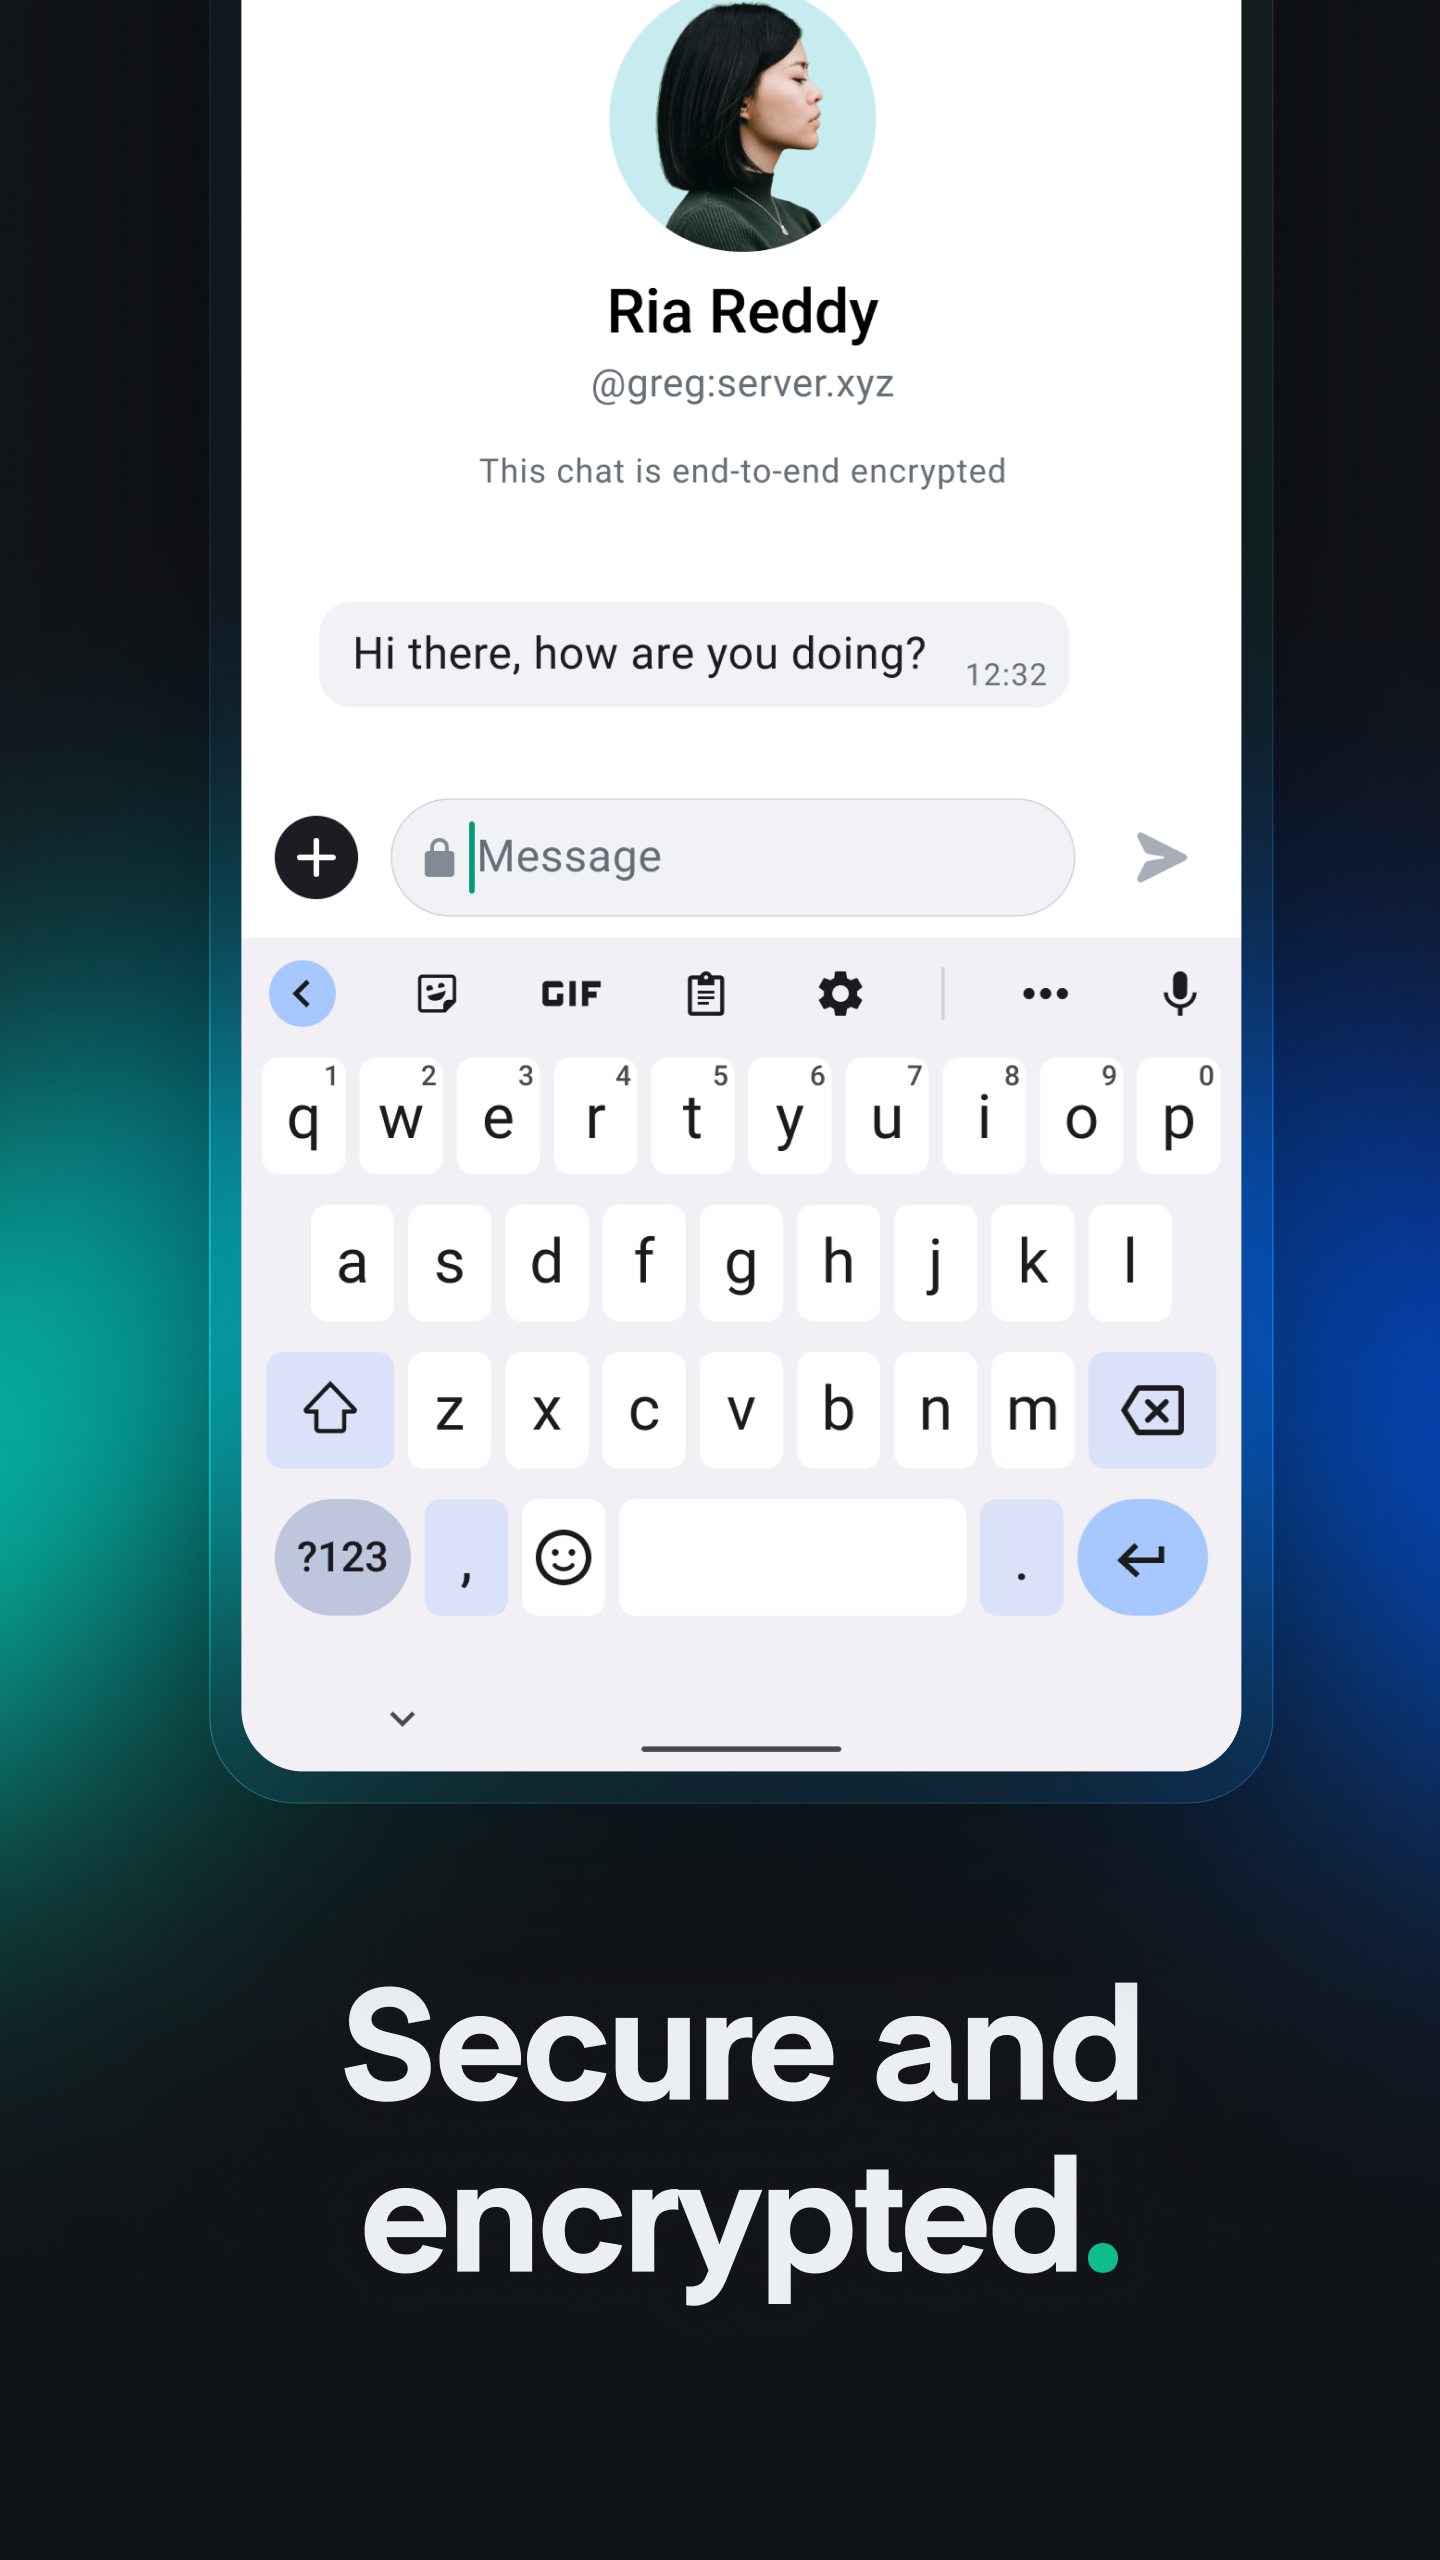 Ria Reddy
@greg:server.xyz
This chat is end-to-end encrypted
Hi there, how are you doing? 12:32
Message
GIF
1 2 3 4 5 6 7 8 9 0
q w e r t y u i o p
a s d f g h j k l
z x c v b n m
?123 , .
Secure and
encrypted.